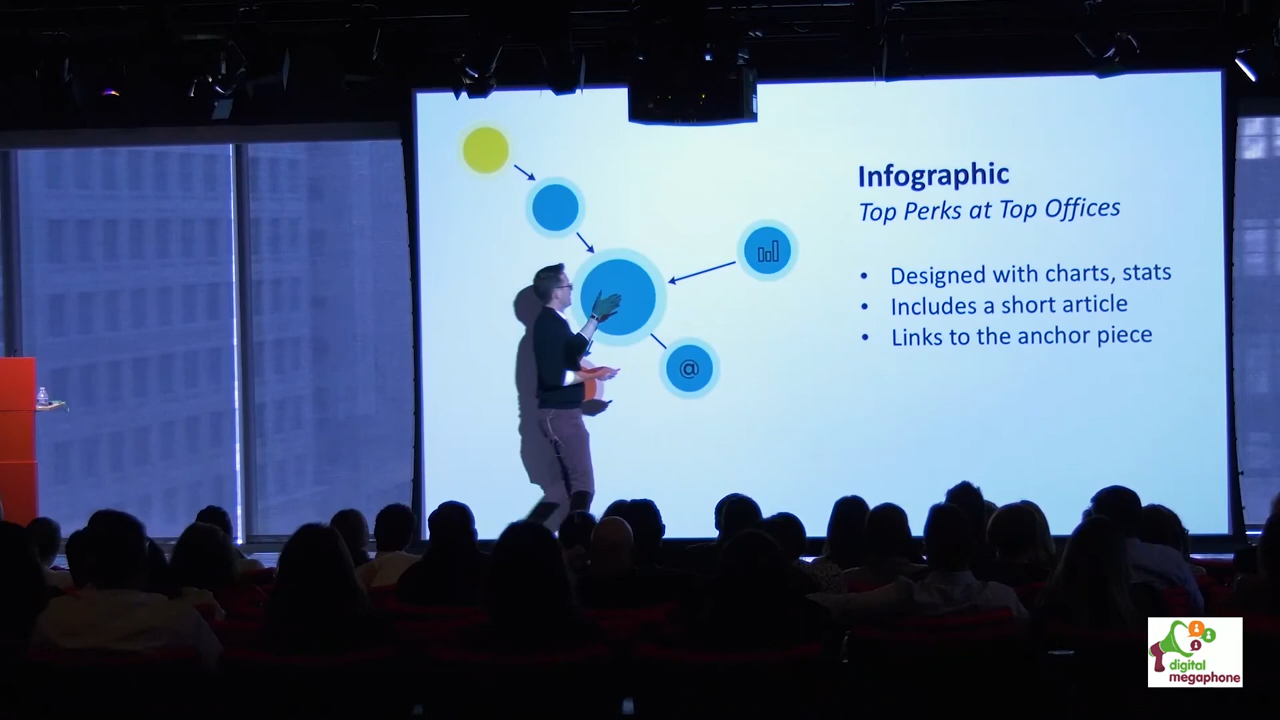 Infographic
Top Perks at Top Offices
• Designed with charts, stats
• Includes a short article
• Links to the anchor piece
@
digital
megaphone